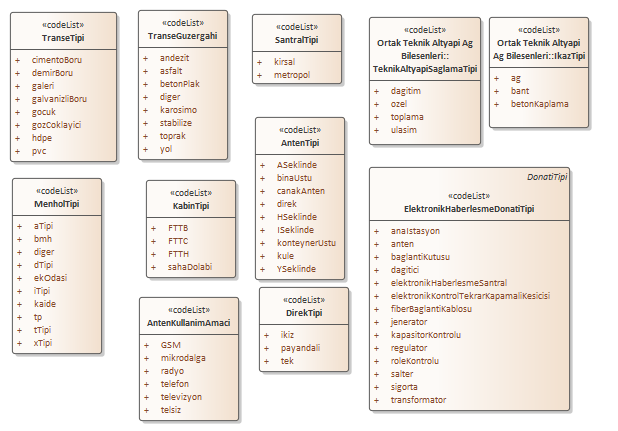 «codeList»
TranseTipi
+ cimentoBoru
+ demirBoru
+ galeri
+ galvanizliBoru
+ gocuk
+ gozCoklayici
+ hdpe
+ pvc
«codeList»
TranseGuzergahi
+ andezit
+ asfalt
+ betonPlak
+ diger
+ karosimo
+ stabilize
+ toprak
+ yol
«codeList»
SantralTipi
+ kirsal
+ metropol
«codeList»
Ortak Teknik Altyapi Ag
Bilesenleri::
TeknikAltyapiSaglamaTipi
+ dagitim
+ ozel
+ toplama
+ ulasim
«codeList»
Ortak Teknik Altyapi
Ag Bilesenleri::IkazTipi
+ ag
+ bant
+ betonKaplama
«codeList»
MenholTipi
+ aTipi
+ bmh
+ diger
+ dTipi
+ ekOdasi
+ iTipi
+ kaide
+ tp
+ tTipi
+ xTipi
«codeList»
KabinTipi
+ FTTB
+ FTTC
+ FTTH
+ sahaDolabi
«codeList»
AntenTipi
+ ASeklinde
+ binaUstu
+ canakAnten
+ direk
+ HSeklinde
+ ISeklinde
+ konteynerUstu
+ kule
+ YSeklinde
DonatiTipi
«codeList»
ElektronikHaberlesmeDonatiTipi
+ anaIstasyon
+ anten
+ baglantiKutusu
+ dagitici
+ elektronikHaberlesmeSantral
+ elektronikKontrolTekrarKapamaliKesicisi
+ fiberBaglantiKablosu
+ jenerator
+ kapasitorKontrolu
+ regulator
+ roleKontrolu
+ salter
+ sigorta
+ transformator
«codeList»
AntenKullanimAmaci
+ GSM
+ mikrodalga
+ radyo
+ telefon
+ televizyon
+ telsiz
«codeList»
DirekTipi
+ ikiz
+ payandali
+ tek